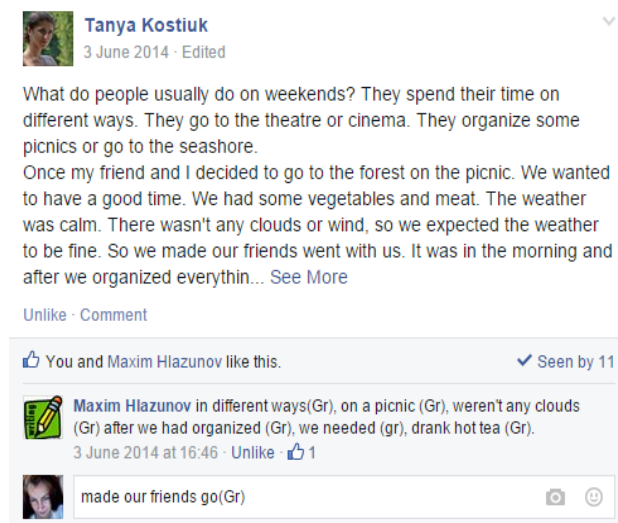 Tanya Kostiuk
3 June 2014 · Edited
What do people usually do on weekends? They spend their time on
different ways. They go to the theatre or cinema. They organize some
picnics or go to the seashore.
Once my friend and I decided to go to the forest on the picnic. We wanted
to have a good time. We had some vegetables and meat. The weather
was calm. There wasn't any clouds or wind, so we expected the weather
to be fine. So we made our friends went with us. It was in the morning and
after we organized everythin... See More
Unlike · Comment
You and Maxim Hlazunov like this.
Seen by 11
Maxim Hlazunov in different ways(Gr), on a picnic (Gr), weren't any clouds
(Gr) after we had organized (Gr), we needed (gr), drank hot tea (Gr).
3 June 2014 at 16:46 · Unlike · 1
made our friends go(Gr)